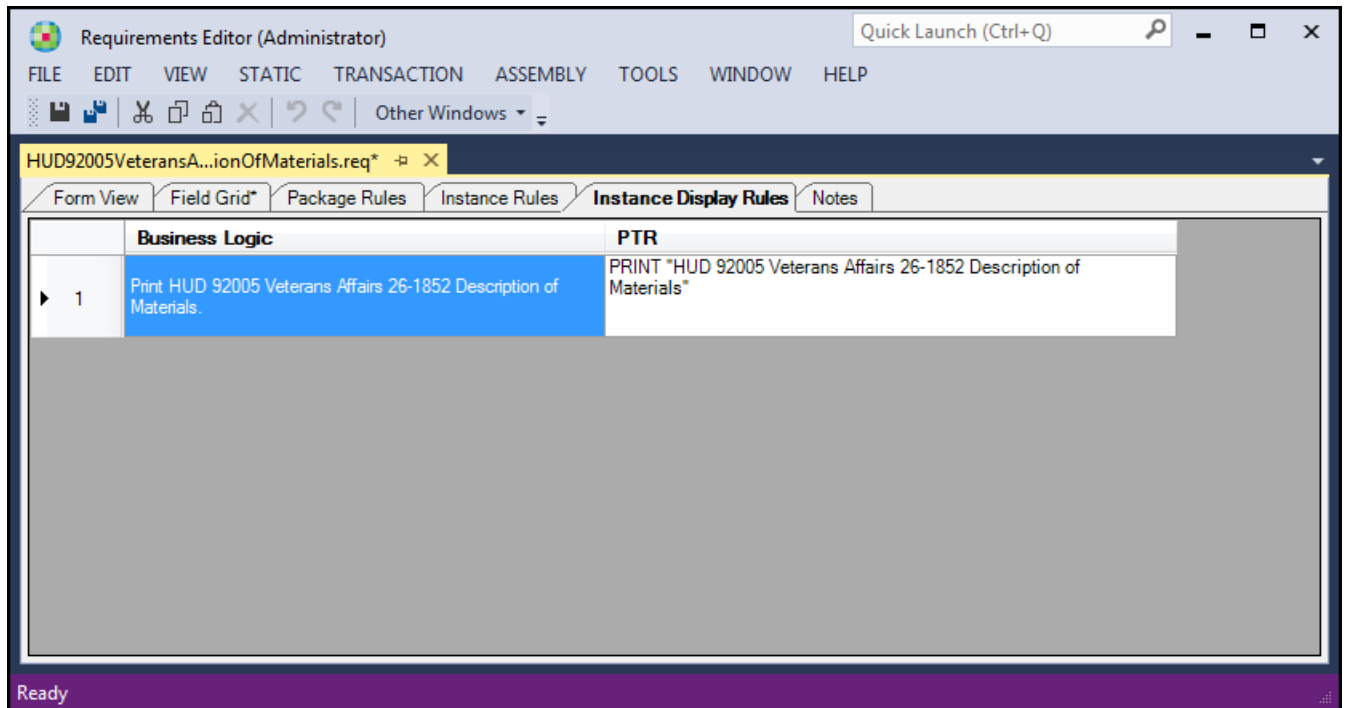 Requirements Editor (Administrator)
Quick Launch (Ctrl+Q)
FILE EDIT VIEW STATIC TRANSACTION ASSEMBLY TOOLS WINDOW HELP
Other Windows
HUD92005VeteransA...ionOfMaterials.req*
Form View Field Grid* Package Rules Instance Rules Instance Display Rules Notes
Business Logic PTR
1
Print HUD 92005 Veterans Affairs 26-1852 Description of
Materials.
PRINT "HUD 92005 Veterans Affairs 26-1852 Description of
Materials"
Ready